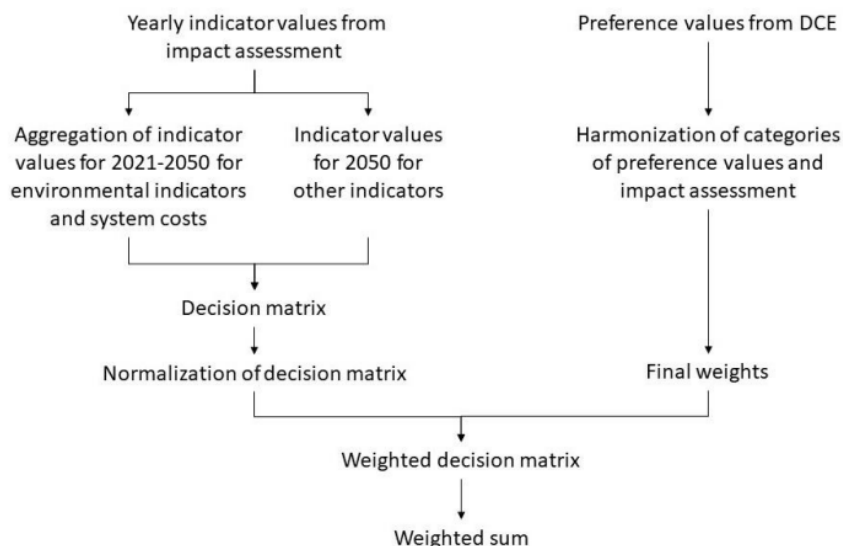 Yearly indicator values from
impact assessment
Preference values from DCE
Aggregation of indicator
values for 2021-2050 for
environmental indicators
and system costs
Indicator values
for 2050 for
other indicators
Harmonization of categories
of preference values and
impact assessment
Decision matrix
Normalization of decision matrix
Final weights
Weighted decision matrix
Weighted sum